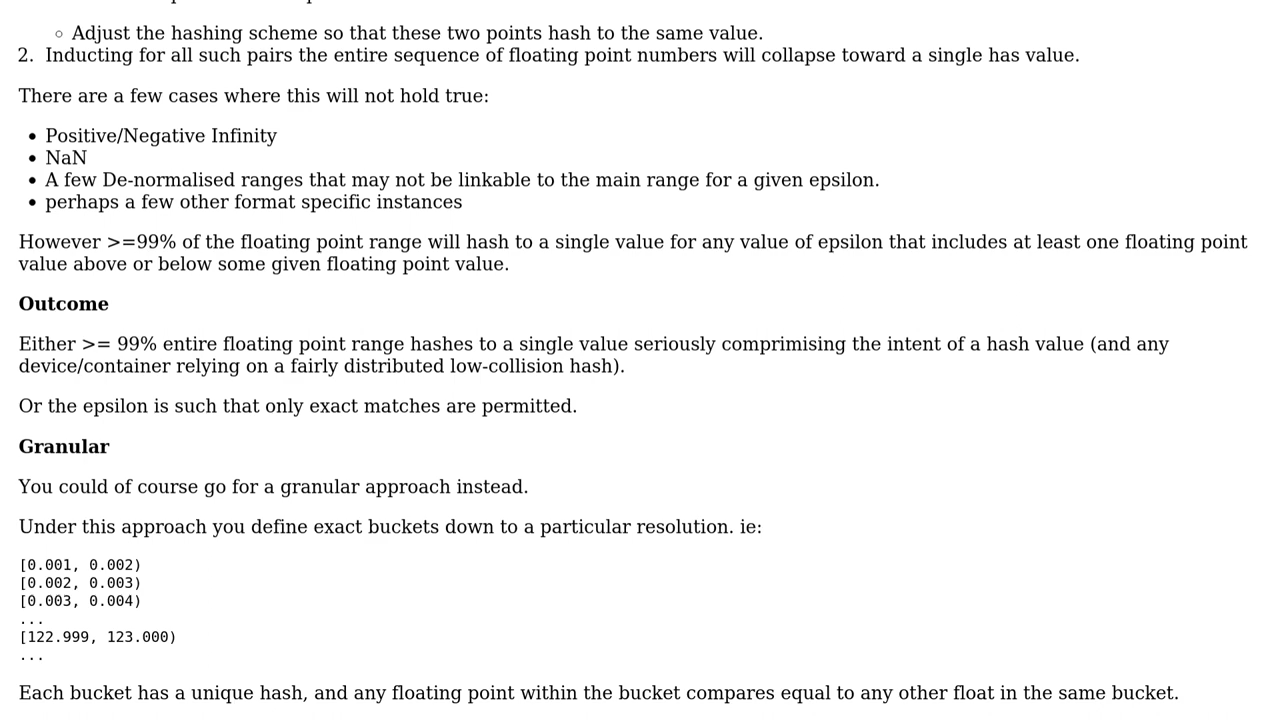 Adjust the hashing scheme so that these two points hash to the same value.
2. Inducting for all such pairs the entire sequence of floating point numbers will collapse toward a single has value.
There are a few cases where this will not hold true:
Positive/Negative Infinity
NaN
A few De-normalised ranges that may not be linkable to the main range for a given epsilon.
perhaps a few other format specific instances
However >=99% of the floating point range will hash to a single value for any value of epsilon that includes at least one floating point
value above or below some given floating point value.
Outcome
Either >= 99% entire floating point range hashes to a single value seriously comprimising the intent of a hash value (and any
device/container relying on a fairly distributed low-collision hash).
Or the epsilon is such that only exact matches are permitted.
Granular
You could of course go for a granular approach instead.
Under this approach you define exact buckets down to a particular resolution. ie:
[0.001, 0.002)
[0.002, 0.003)
[0.003, 0.004)
...
[122.999, 123.000)
...
Each bucket has a unique hash, and any floating point within the bucket compares equal to any other float in the same bucket.